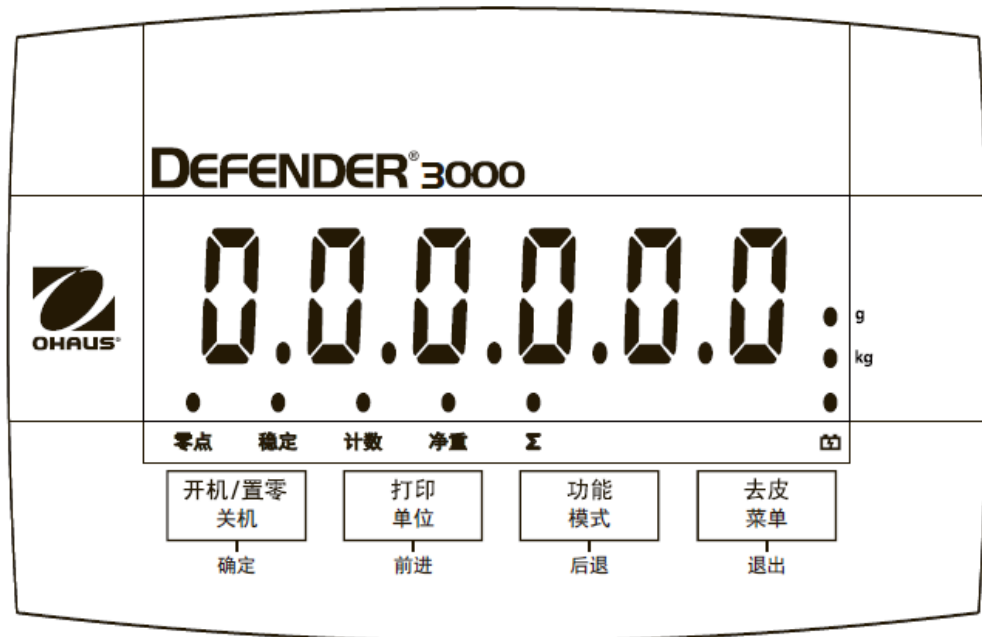 DEFENDER® 3000
0.0.0.0.0.0
g
OHAUS®
kg
零点 稳定 计数 净重 Σ
开机/置零 打印 功能 去皮
关机 单位 模式 菜单
确定 前进 后退 退出